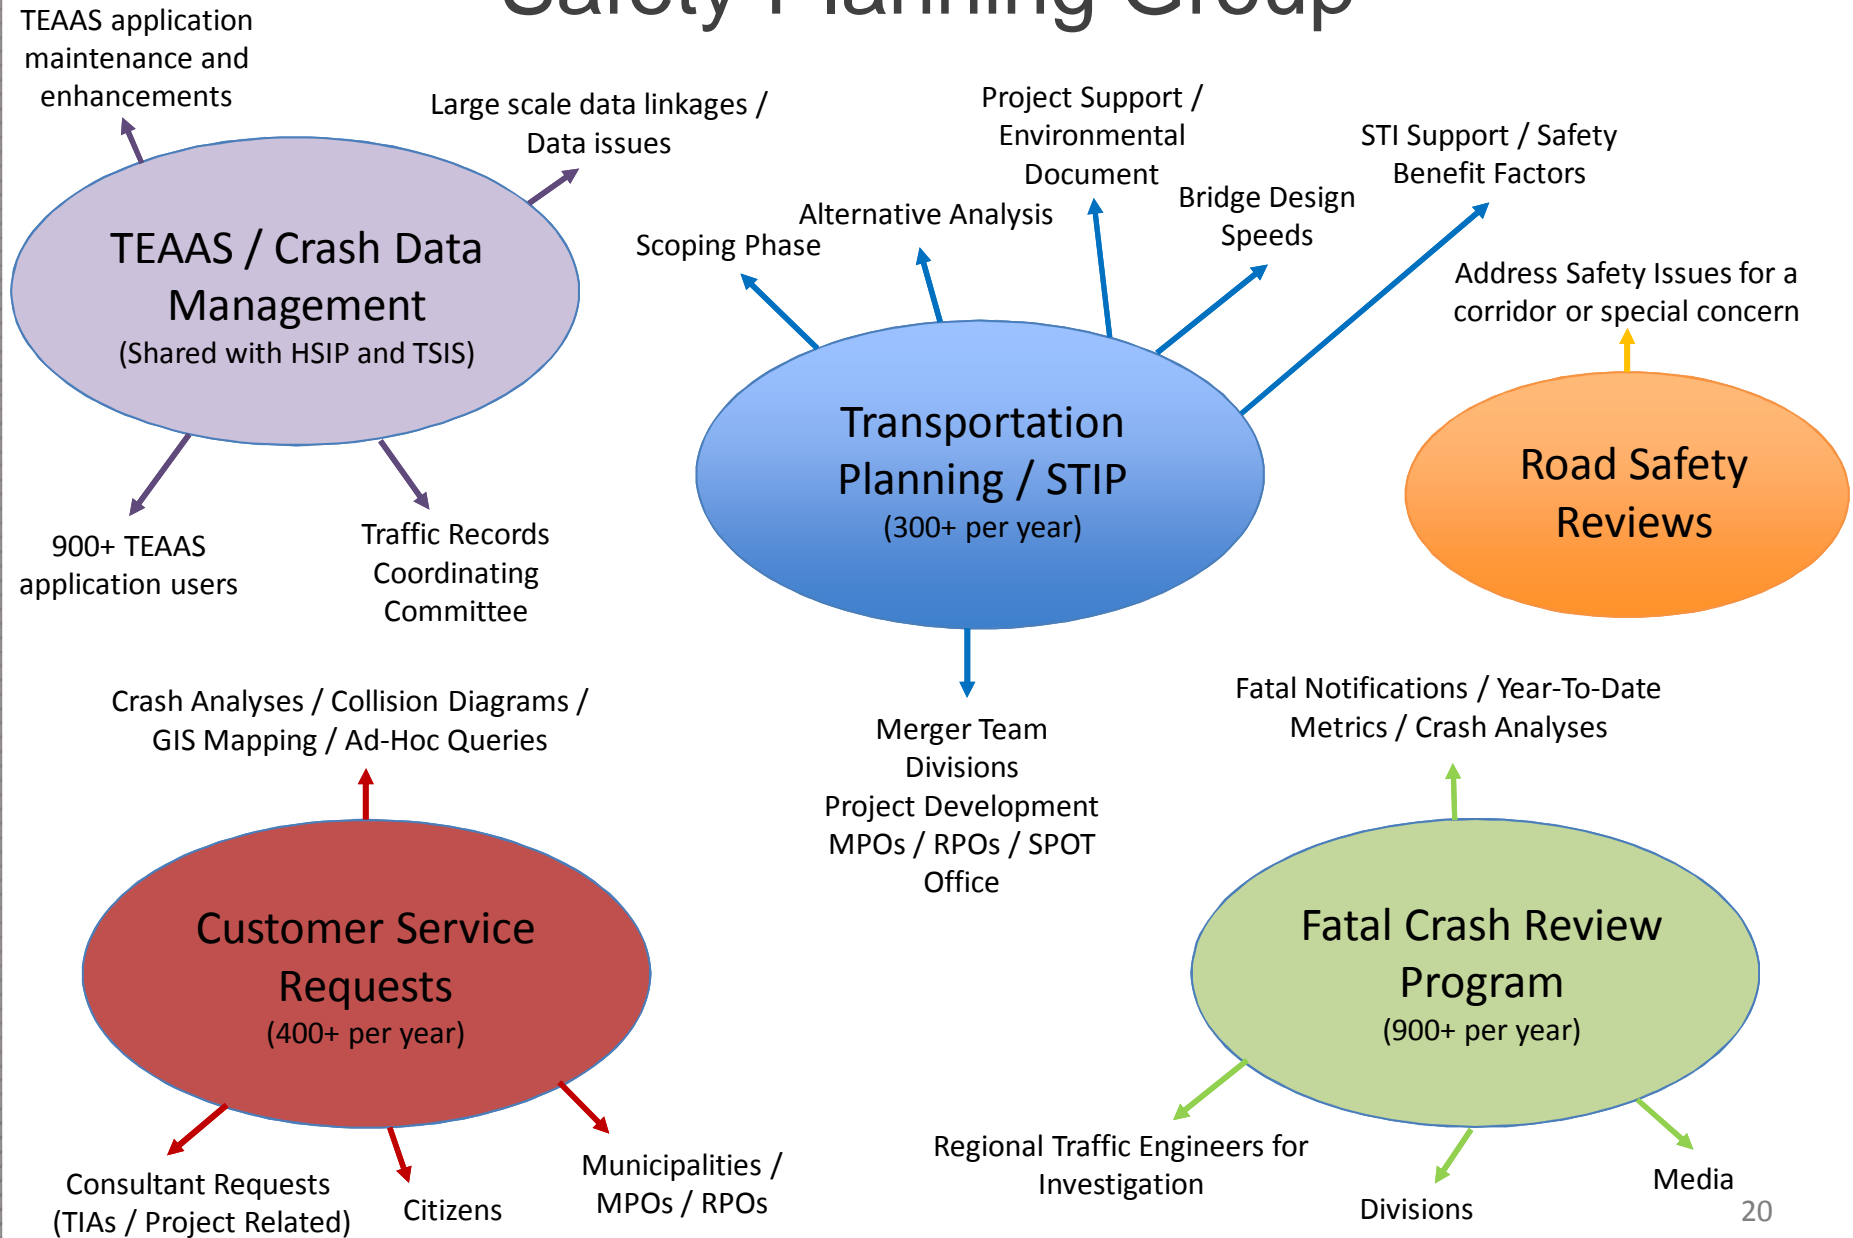 Safety Planning Group
TEAAS application
maintenance and
enhancements
Large scale data linkages /
Data issues
TEAAS / Crash Data
Management
(Shared with HSIP and TSIS)
900+ TEAAS
application users
Traffic Records
Coordinating
Committee
Scoping Phase
Alternative Analysis
Project Support /
Environmental
Document
Bridge Design
Speeds
STI Support / Safety
Benefit Factors
Transportation
Planning / STIP
(300+ per year)
Merger Team
Divisions
Project Development
MPOs / RPOs / SPOT
Office
Address Safety Issues for a
corridor or special concern
Road Safety
Reviews
Crash Analyses / Collision Diagrams /
GIS Mapping / Ad-Hoc Queries
Customer Service
Requests
(400+ per year)
Consultant Requests
(TIAs / Project Related)
Citizens
Municipalities /
MPOs / RPOs
Fatal Notifications / Year-To-Date
Metrics / Crash Analyses
Fatal Crash Review
Program
(900+ per year)
Regional Traffic Engineers for
Investigation
Divisions
Media
20